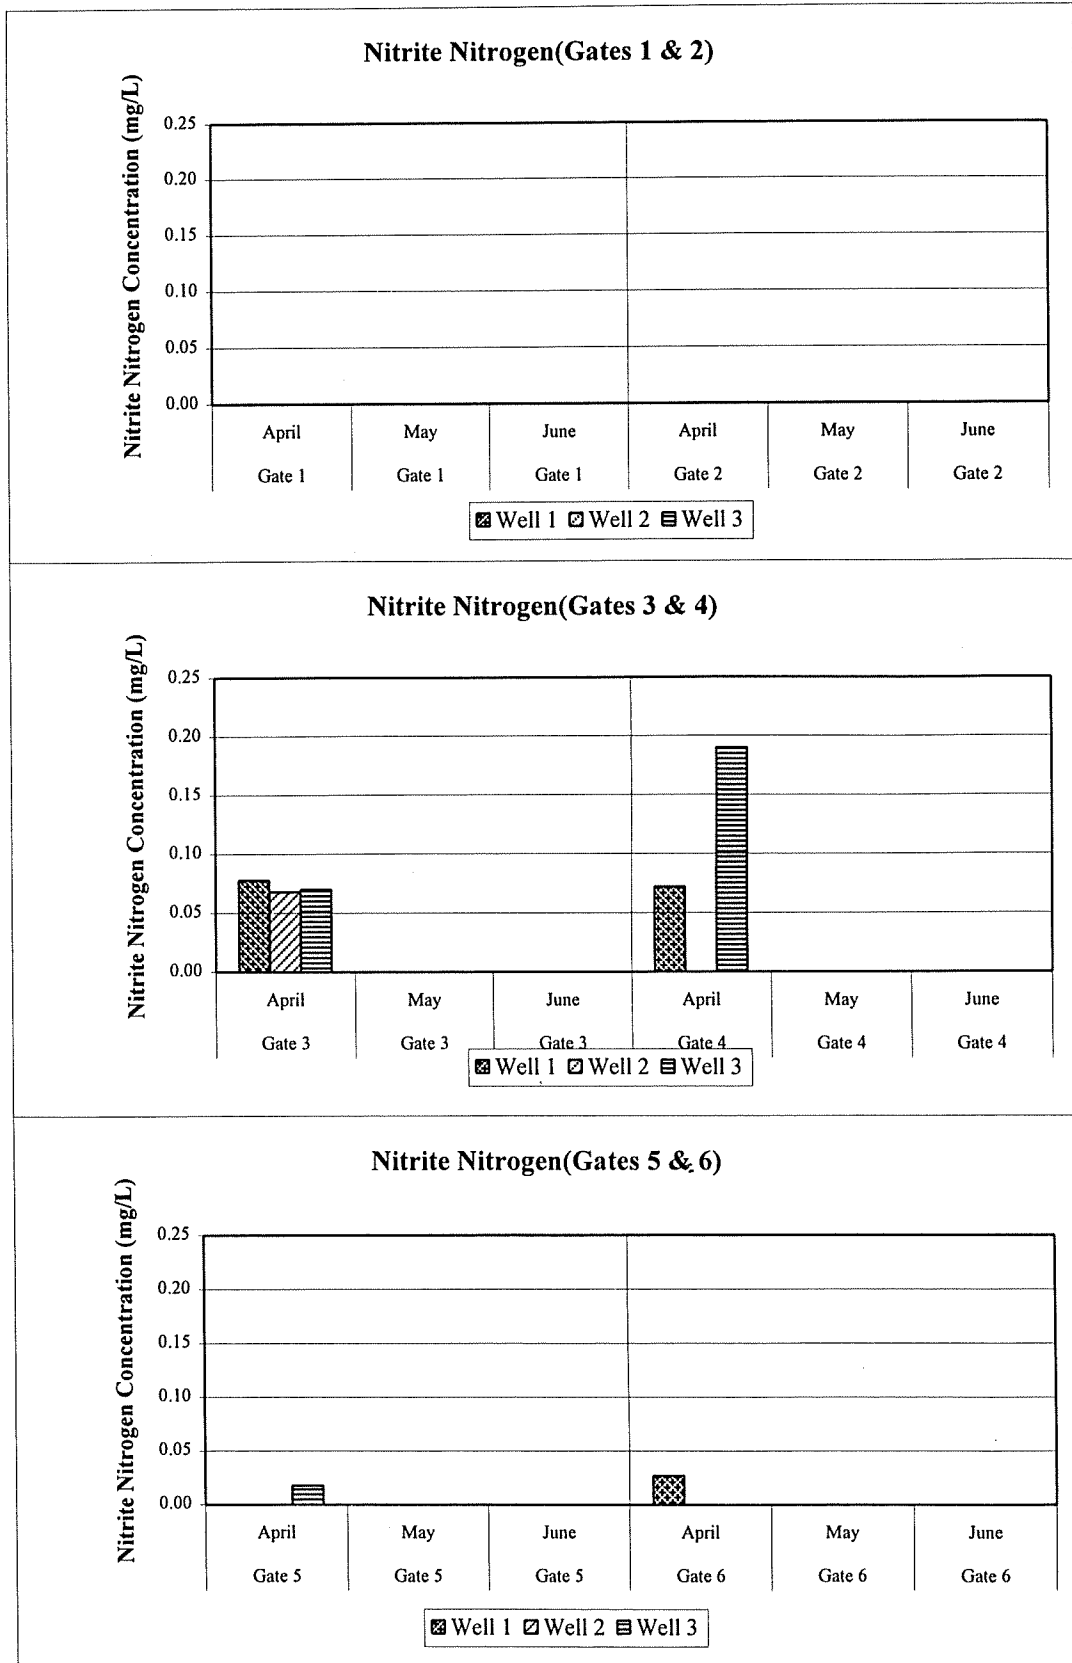 Nitrite Nitrogen(Gates 1 & 2)
Nitrite Nitrogen Concentration (mg/L)
0.25
0.20
0.15
0.10
0.05
0.00
April May June April May June
Gate 1 Gate 1 Gate 1 Gate 2 Gate 2 Gate 2
Well 1 Well 2 Well 3
Nitrite Nitrogen(Gates 3 & 4)
Nitrite Nitrogen Concentration (mg/L)
0.25
0.20
0.15
0.10
0.05
0.00
April May June April May June
Gate 3 Gate 3 Gate 3 Gate 4 Gate 4 Gate 4
Well 1 Well 2 Well 3
Nitrite Nitrogen(Gates 5 & 6)
Nitrite Nitrogen Concentration (mg/L)
0.25
0.20
0.15
0.10
0.05
0.00
April May June April May June
Gate 5 Gate 5 Gate 5 Gate 6 Gate 6 Gate 6
Well 1 Well 2 Well 3